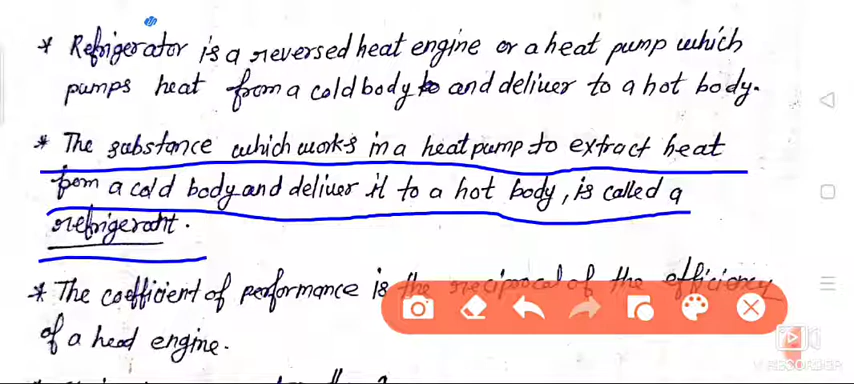 * Refrigerator is a reversed heat engine or a heat pump which
pumps heat from a cold body and deliver to a hot body.
* The substance which works in a heat pump to extract heat
from a cold body and deliver it to a hot body, is called a
refrigerant.
* The coefficient of performance is the reciprocal of the efficiency
of a head engine.
RECORDER